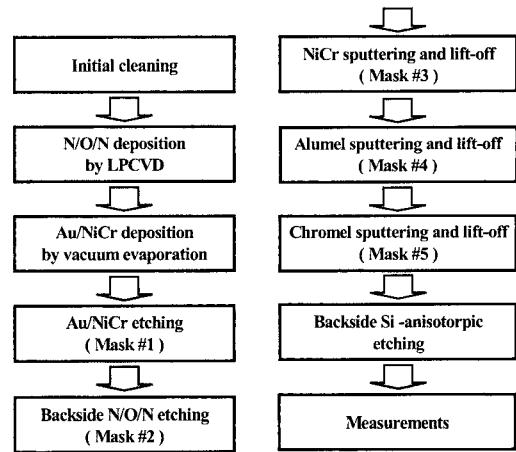 Initial cleaning
N/O/N deposition
by LPCVD
Au/NiCr deposition
by vacuum evaporation
Au/NiCr etching
( Mask #1 )
Backside N/O/N etching
( Mask #2 )
NiCr sputtering and lift-off
( Mask #3 )
Alumel sputtering and lift-off
( Mask #4 )
Chromel sputtering and lift-off
( Mask #5 )
Backside Si -anisotorpic
etching
Measurements